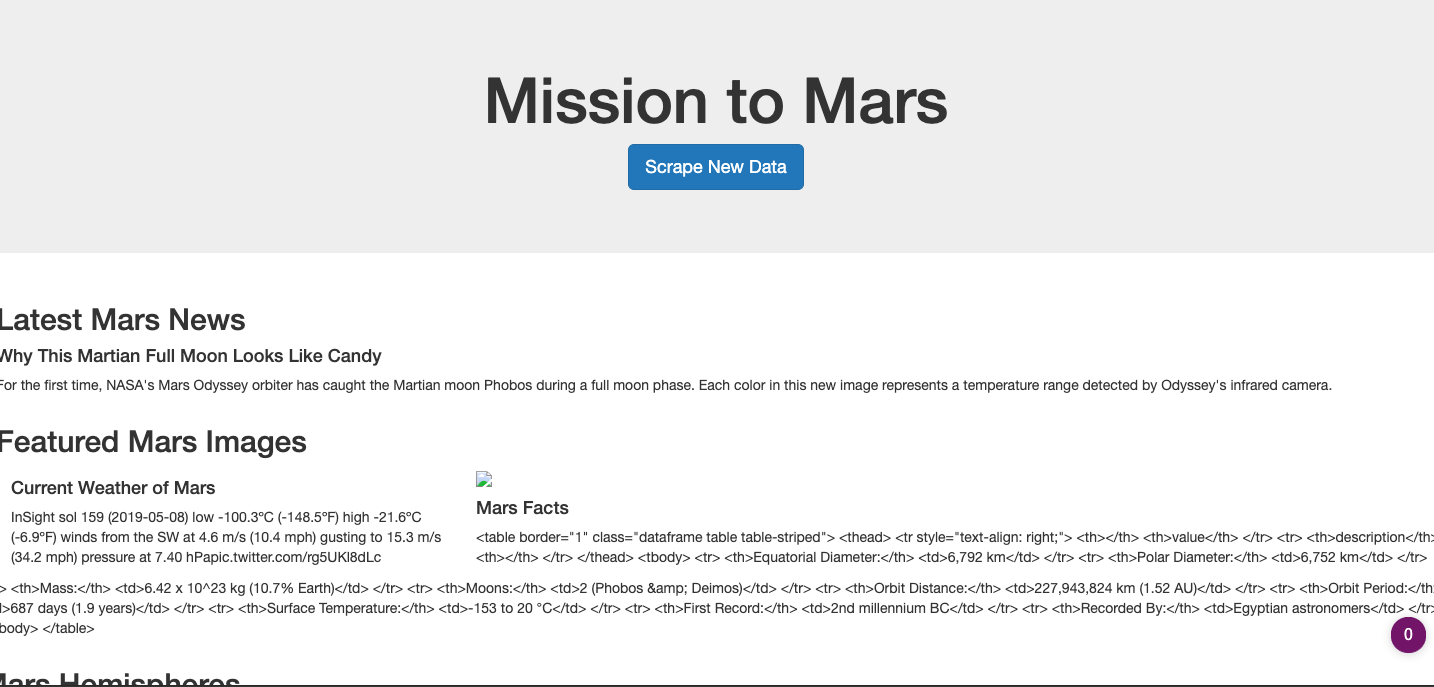 Mission to Mars
Scrape New Data
Latest Mars News
Why This Martian Full Moon Looks Like Candy
For the first time, NASA's Mars Odyssey orbiter has caught the Martian moon Phobos during a full moon phase. Each color in this new image represents a temperature range detected by Odyssey's infrared camera.
Featured Mars Images
Current Weather of Mars
InSight sol 159 (2019-05-08) low -100.3ºC (-148.5ºF) high -21.6ºC
(-6.9ºF) winds from the SW at 4.6 m/s (10.4 mph) gusting to 15.3 m/s
(34.2 mph) pressure at 7.40 hPapic.twitter.com/rg5UKl8dLc
Mars Facts
<table border="1" class="dataframe table table-striped"> <thead> <tr style="text-align: right;"> <th></th> <th>value</th> </tr> <tr> <th>description</th>
<th></th> </tr> </thead> <tbody> <tr> <th>Equatorial Diameter:</th> <td>6,792 km</td> </tr> <tr> <th>Polar Diameter:</th> <td>6,752 km</td> </tr>
> <th>Mass:</th> <td>6.42 x 10^23 kg (10.7% Earth)</td> </tr> <tr> <th>Moons:</th> <td>2 (Phobos &amp; Deimos)</td> </tr> <tr> <th>Orbit Distance:</th> <td>227,943,824 km (1.52 AU)</td> </tr> <tr> <th>Orbit Period:</th>
>687 days (1.9 years)</td> </tr> <tr> <th>Surface Temperature:</th> <td>-153 to 20 °C</td> </tr> <tr> <th>First Record:</th> <td>2nd millennium BC</td> </tr> <tr> <th>Recorded By:</th> <td>Egyptian astronomers</td> </tr>
body> </table>
0
Mars Hemispheres